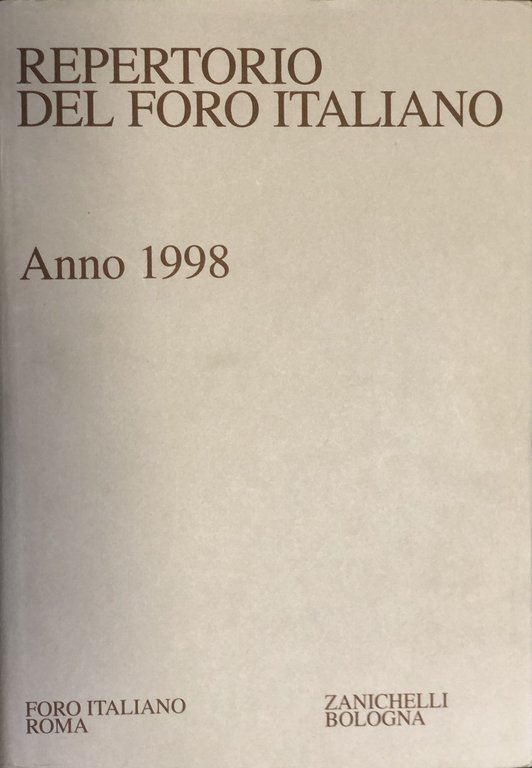 REPERTORIO
DEL FORO ITALIANO
Anno 1998
FORO ITALIANO
ROMA
ZANICHELLI
BOLOGNA